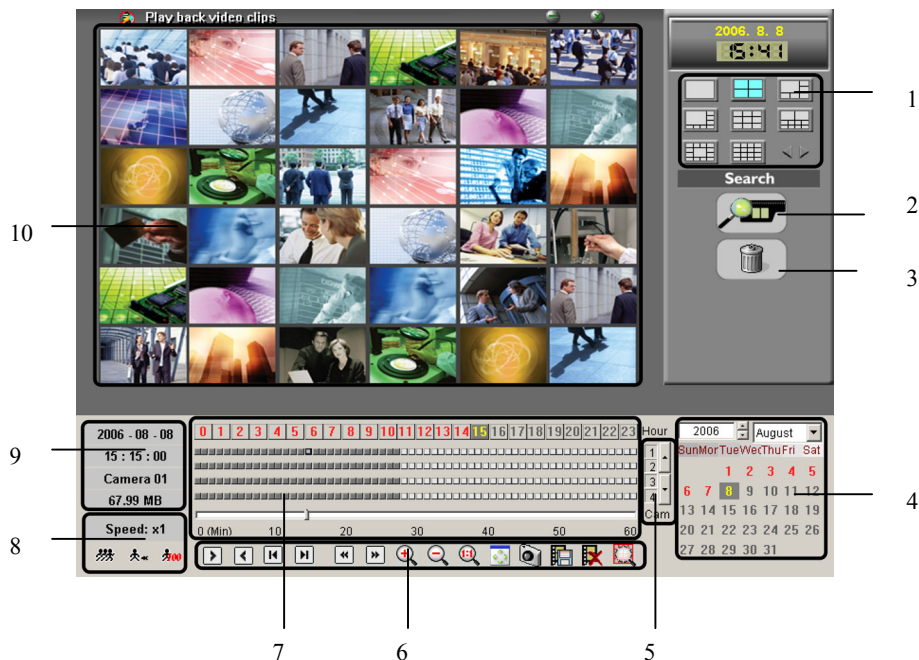 Play back video clips
2006. 8. 8
15:41
1
Search
2
3
10
2006 - 08 - 08
15 : 15 : 00
Camera 01
67.99 MB
9
0 1 2 3 4 5 6 7 8 9 10 11 12 13 14 15 16 17 18 19 20 21 22 23 Hour
1
2
3
4
Cam
0 (Min) 10 20 30 40 50 60
2006 August
Sun Mon Tue Wec Thu Fri Sat
1 2 3 4 5
6 7 8 9 10 11 12
13 14 15 16 17 18 19
20 21 22 23 24 25 26
27 28 29 30 31
4
Speed: x1
100
8
1:1
7 6 5